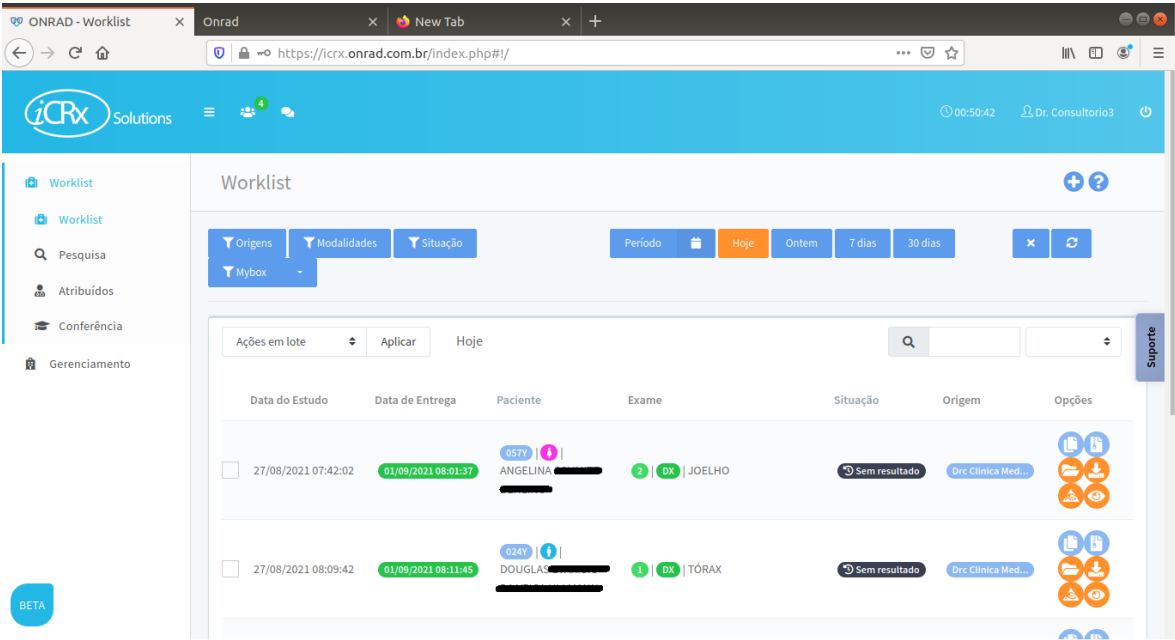 ONRAD - Worklist
Onrad
New Tab
https://icrx.onrad.com.br/index.php#!/
iCRx Solutions
4
00:50:42
Dr. Consultorio3
Worklist
Worklist
Worklist
Pesquisa
Atribuídos
Conferência
Gerenciamento
Origens
Modalidades
Situação
Período
Hoje
Ontem
7 dias
30 dias
Mybox
Suporte
Ações em lote
Aplicar
Hoje
Data do Estudo
Data de Entrega
Paciente
Exame
Situação
Origem
Opções
27/08/2021 07:42:02
01/09/2021 08:01:37
057Y | |
ANGELINA
2 | DX | JOELHO
Sem resultado
Drc Clinica Med...
27/08/2021 08:09:42
01/09/2021 08:11:45
024Y | |
DOUGLAS
1 | DX | TÓRAX
Sem resultado
Drc Clinica Med...
BETA